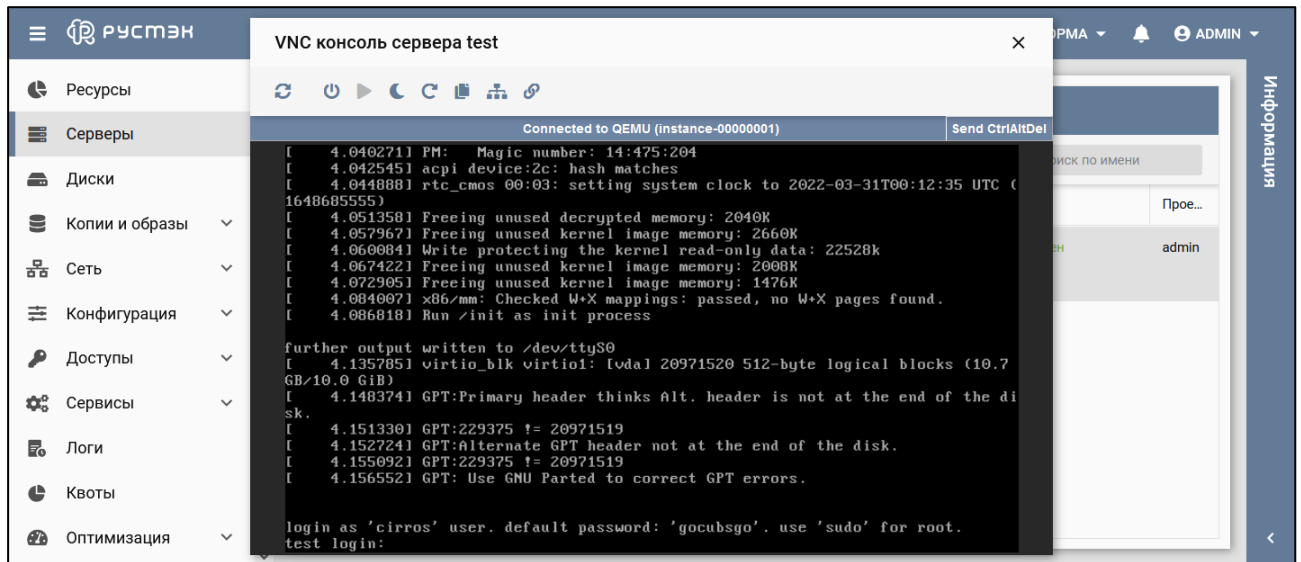 РУСТЭК
Ресурсы
Серверы
Диски
Копии и образы
Сеть
Конфигурация
Доступы
Сервисы
Логи
Квоты
Оптимизация
VNC консоль сервера test
Connected to QEMU (instance-00000001)
Send CtrlAltDel
[    4.040271] PM:   Magic number: 14:475:204
[    4.042545] acpi device:2c: hash matches
[    4.044888] rtc_cmos 00:03: setting system clock to 2022-03-31T00:12:35 UTC (
1648685555)
[    4.051358] Freeing unused decrypted memory: 2040K
[    4.057967] Freeing unused kernel image memory: 2660K
[    4.060084] Write protecting the kernel read-only data: 22528k
[    4.067422] Freeing unused kernel image memory: 2008K
[    4.072905] Freeing unused kernel image memory: 1476K
[    4.084007] x86/mm: Checked W+X mappings: passed, no W+X pages found.
[    4.086818] Run /init as init process
further output written to /dev/ttyS0
[    4.135785] virtio_blk virtio1: [vda] 20971520 512-byte logical blocks (10.7
GB/10.0 GiB)
[    4.148374] GPT:Primary header thinks Alt. header is not at the end of the di
sk.
[    4.151330] GPT:229375 != 20971519
[    4.152724] GPT:Alternate GPT header not at the end of the disk.
[    4.155092] GPT:229375 != 20971519
[    4.156552] GPT: Use GNU Parted to correct GPT errors.
login as 'cirros' user. default password: 'gocubsgo'. use 'sudo' for root.
test login:
ОРМА
ADMIN
оиск по имени
Прое...
ен
admin
Информация